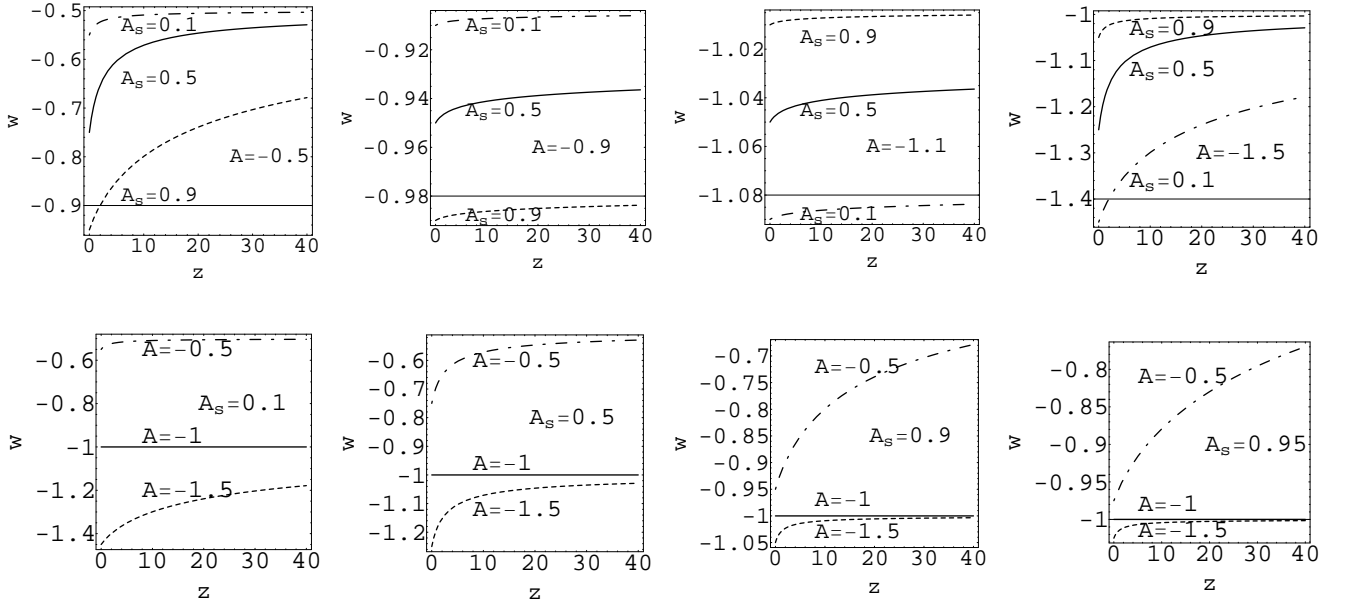 -0.5
-0.6
-0.7
-0.8
-0.9
w
A_s=0.1
A_s=0.5
A=-0.5
A_s=0.9
0 10 20 30 40
z
-0.92
-0.94
-0.96
-0.98
w
A_s=0.1
A_s=0.5
A=-0.9
A_s=0.9
0 10 20 30 40
z
-1.02
-1.04
-1.06
-1.08
w
A_s=0.9
A_s=0.5
A=-1.1
A_s=0.1
0 10 20 30 40
z
-1
-1.1
-1.2
-1.3
-1.4
w
A_s=0.9
A_s=0.5
A=-1.5
A_s=0.1
0 10 20 30 40
z
-0.6
-0.8
-1
-1.2
-1.4
w
A=-0.5
A_s=0.1
A=-1
A=-1.5
0 10 20 30 40
z
-0.6
-0.7
-0.8
-0.9
-1
-1.1
-1.2
w
A=-0.5
A_s=0.5
A=-1
A=-1.5
0 10 20 30 40
z
-0.7
-0.75
-0.8
-0.85
-0.9
-0.95
-1
-1.05
w
A=-0.5
A_s=0.9
A=-1
A=-1.5
0 10 20 30 40
z
-0.8
-0.85
-0.9
-0.95
-1
w
A=-0.5
A_s=0.95
A=-1
A=-1.5
0 10 20 30 40
z